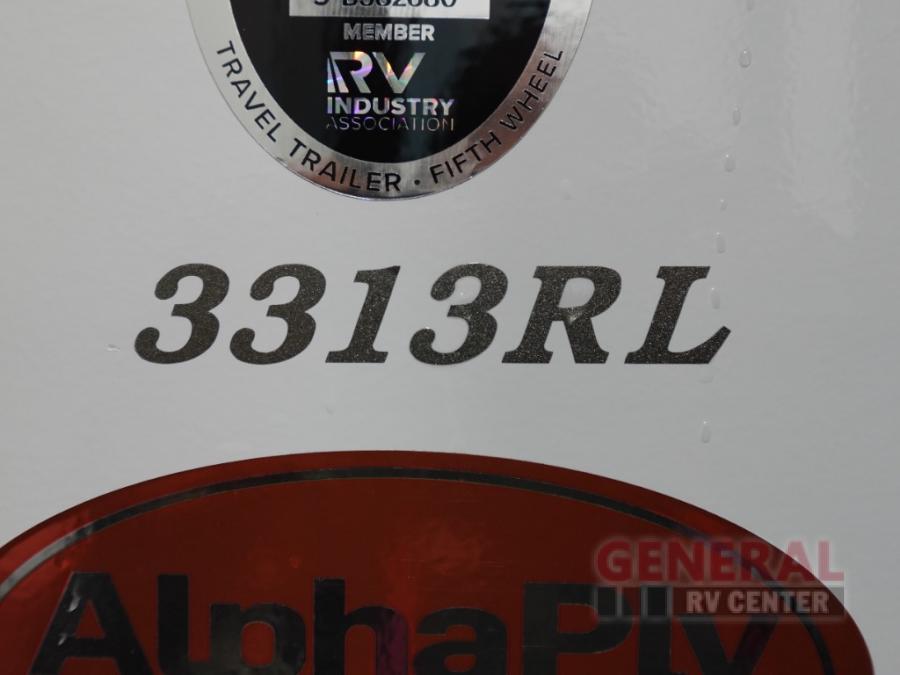 MEMBER
RV
INDUSTRY
ASSOCIATION
TRAVEL TRAILER · FIFTH WHEEL
3313RL
AlphaPly
GENERAL
RV CENTER